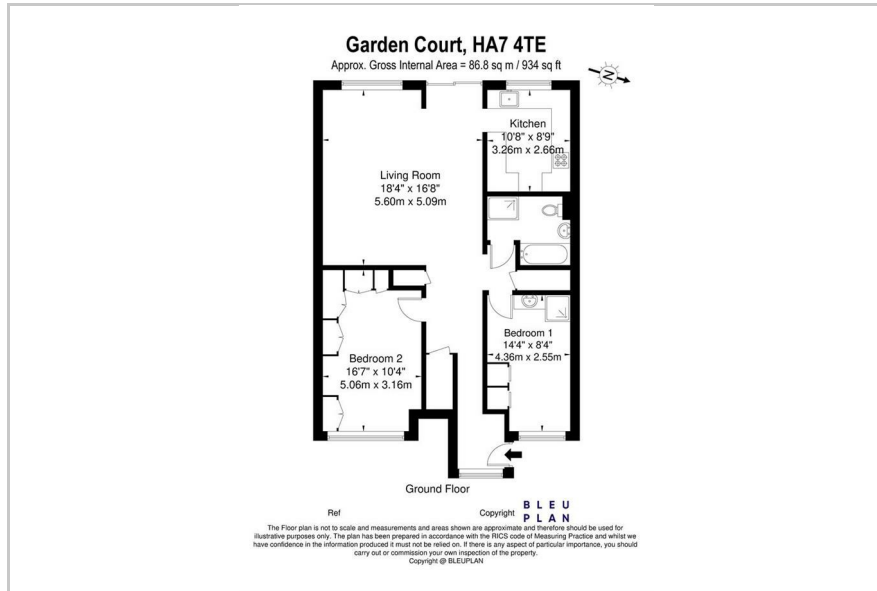 Garden Court, HA7 4TE
Approx. Gross Internal Area = 86.8 sq m / 934 sq ft
N
Kitchen
10'8" x 8'9"
3.26m x 2.66m
Living Room
18'4" x 16'8"
5.60m x 5.09m
Bedroom 1
14'4" x 8'4"
4.36m x 2.55m
Bedroom 2
16'7" x 10'4"
5.06m x 3.16m
Ground Floor
Ref
Copyright
BLEU
PLAN
The Floor plan is not to scale and measurements and areas shown are approximate and therefore should be used for
illustrative purposes only. The plan has been prepared in accordance with the RICS code of Measuring Practice and whilst we
have confidence in the information produced it must not be relied on. If there is any aspect of particular importance, you should
carry out or commission your own inspection of the property.
Copyright @ BLEUPLAN